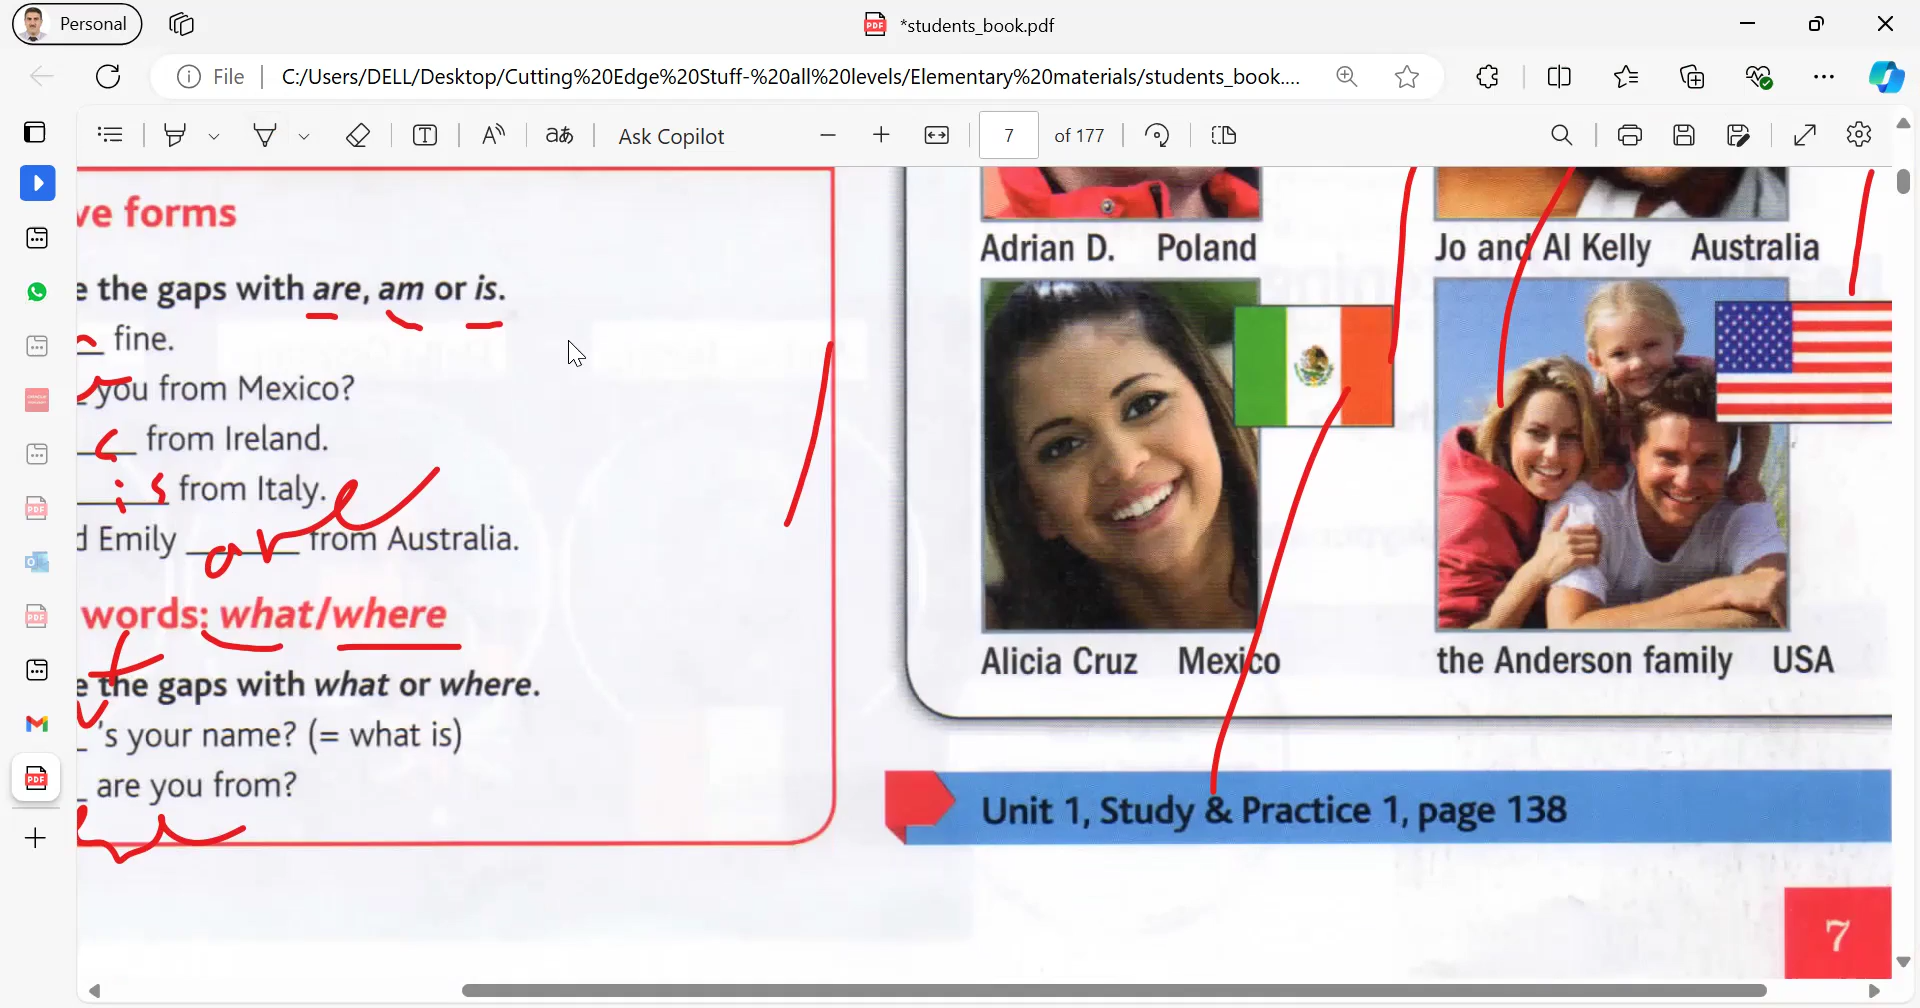 Personal
*students_book.pdf
File
C:/Users/DELL/Desktop/Cutting%20Edge%20Stuff-%20all%20levels/Elementary%20materials/students_book....
Ask Copilot
7
of 177
ve forms
e the gaps with are, am or is.
fine.
you from Mexico?
from Ireland.
is from Italy.
d Emily are from Australia.
words: what/where
e the gaps with what or where.
's your name? (= what is)
are you from?
Adrian D. Poland
Jo and Al Kelly Australia
Alicia Cruz Mexico
the Anderson family USA
Unit 1, Study & Practice 1, page 138
7